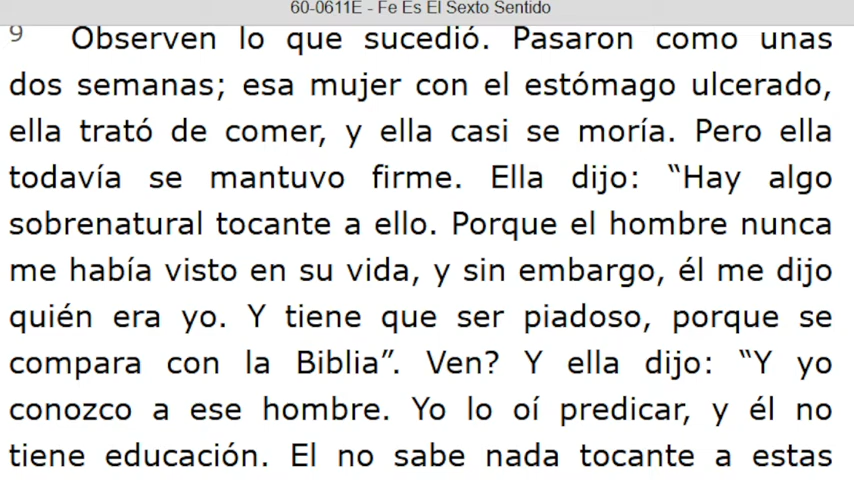 60-0611E - Fe Es El Sexto Sentido
9 Observen lo que sucedió. Pasaron como unas
dos semanas; esa mujer con el estómago ulcerado,
ella trató de comer, y ella casi se moría. Pero ella
todavía se mantuvo firme. Ella dijo: “Hay algo
sobrenatural tocante a ello. Porque el hombre nunca
me había visto en su vida, y sin embargo, él me dijo
quién era yo. Y tiene que ser piadoso, porque se
compara con la Biblia”. Ven? Y ella dijo: “Y yo
conozco a ese hombre. Yo lo oí predicar, y él no
tiene educación. El no sabe nada tocante a estas